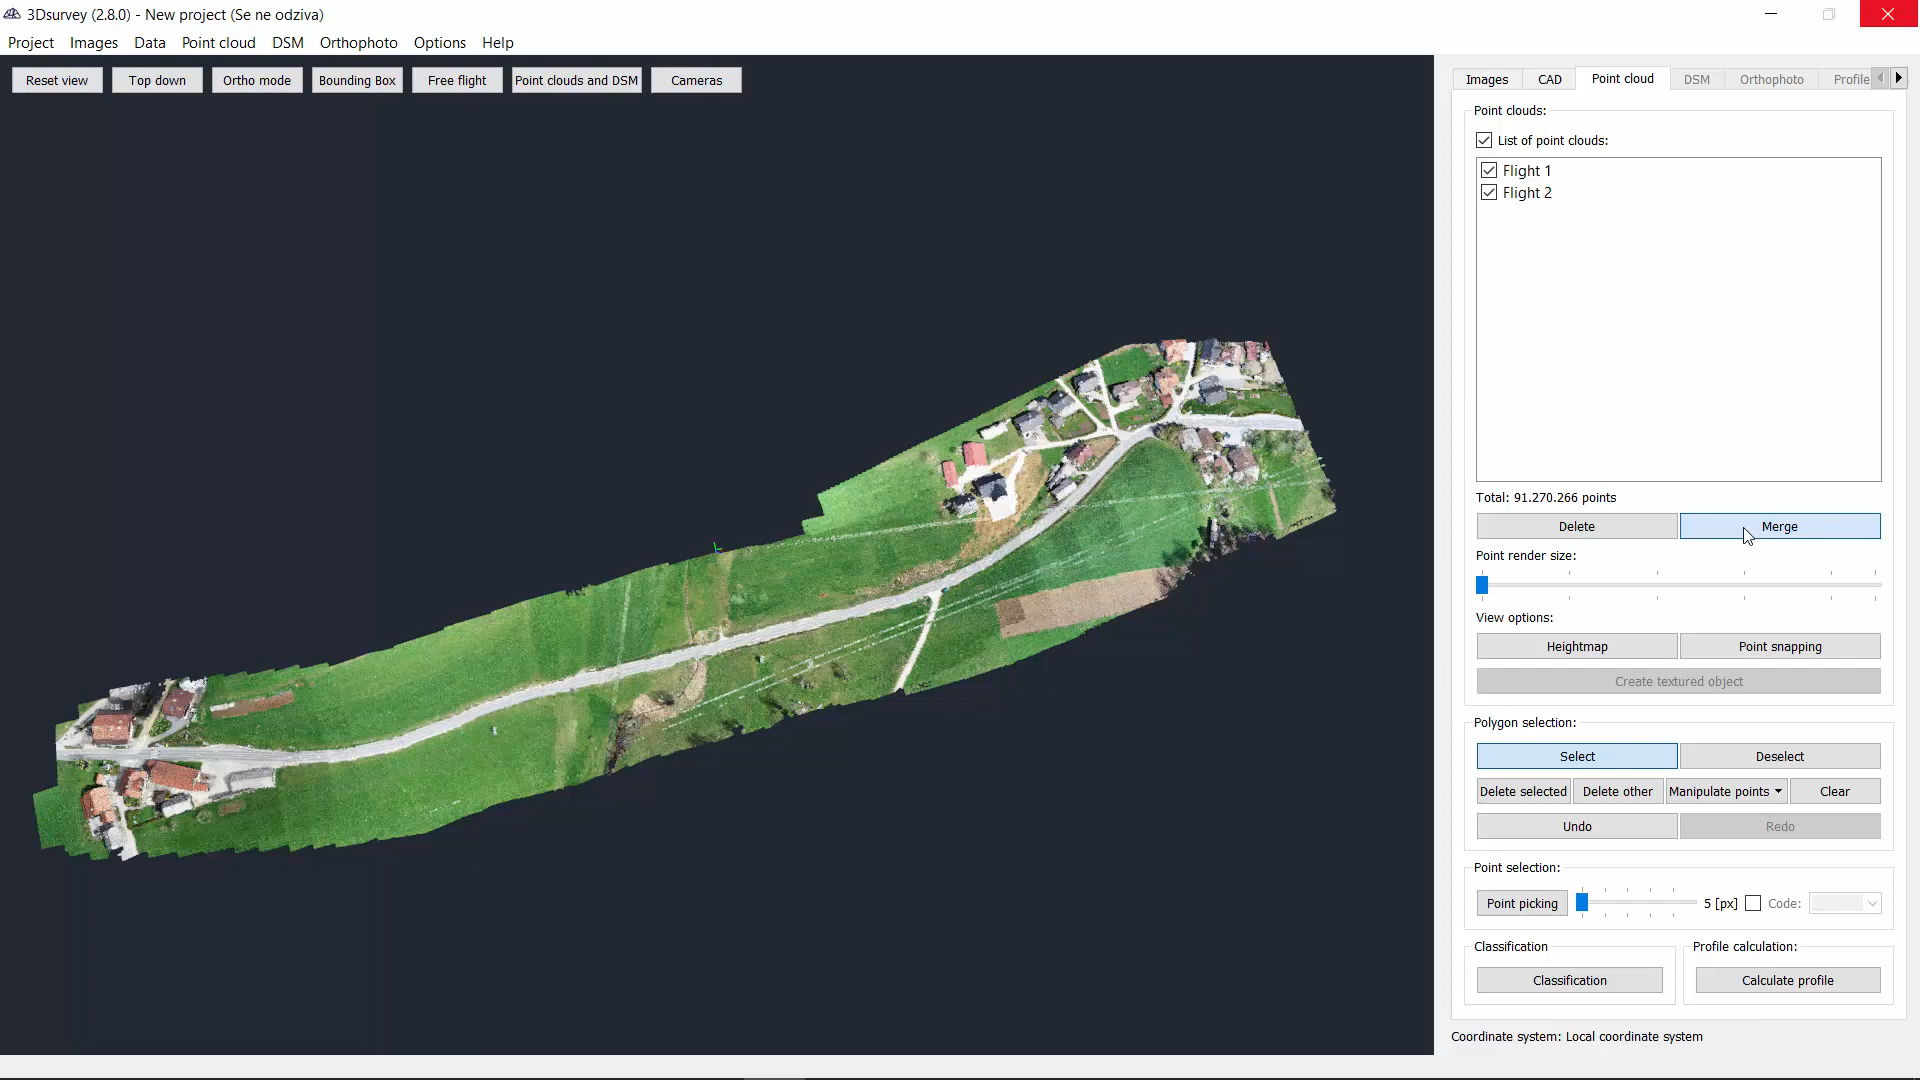 3Dsurvey (2.8.0) - New project (Se ne odziva)
Project Images Data Point cloud DSM Orthophoto Options Help
Reset view Top down Ortho mode Bounding Box Free flight Point clouds and DSM Cameras
Images CAD Point cloud DSM Orthophoto Profile
Point clouds:
List of point clouds:
Flight 1
Flight 2
Total: 91.270.266 points
Delete Merge
Point render size:
View options:
Heightmap Point snapping
Create textured object
Polygon selection:
Select Deselect
Delete selected Delete other Manipulate points Clear
Undo Redo
Point selection:
Point picking 5 [px] Code:
Classification Profile calculation:
Classification Calculate profile
Coordinate system: Local coordinate system